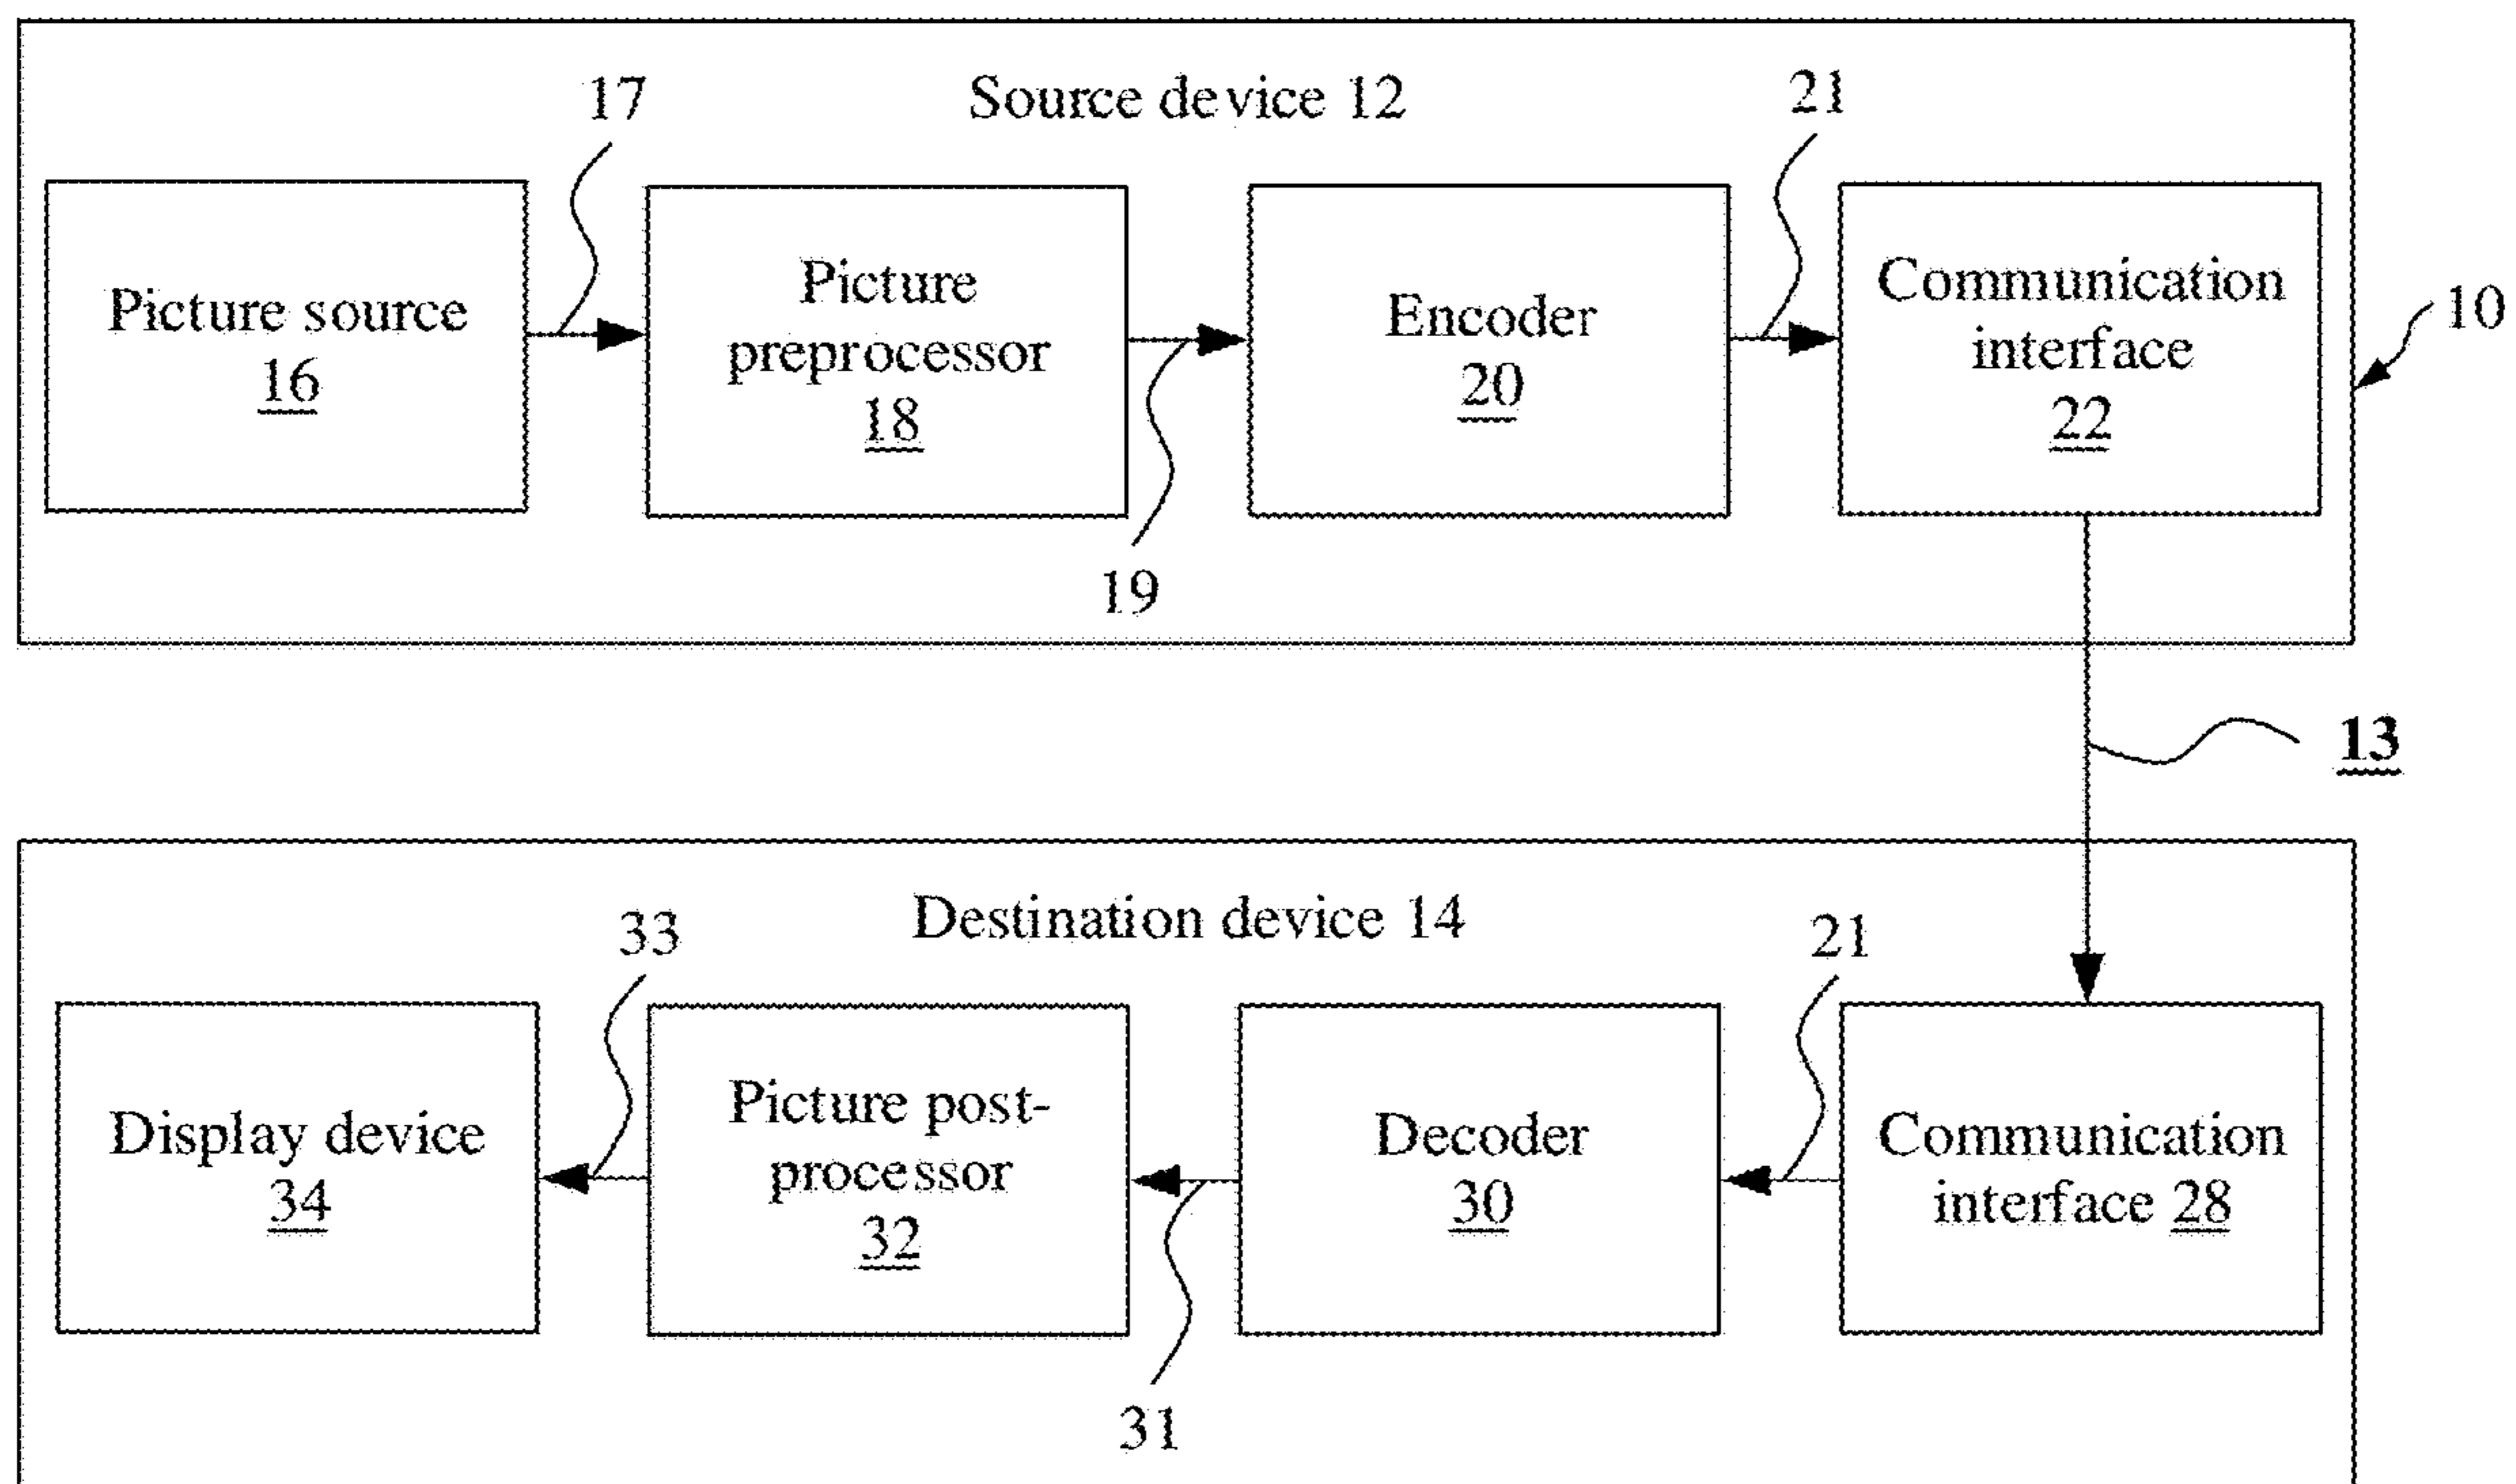 Source device 12
17
21
Picture source
16
Picture
preprocessor
18
Encoder
20
Communication
interface
22
10
19
13
Destination device 14
33
21
Display device
34
Picture post-
processor
32
Decoder
30
Communication
interface 28
31